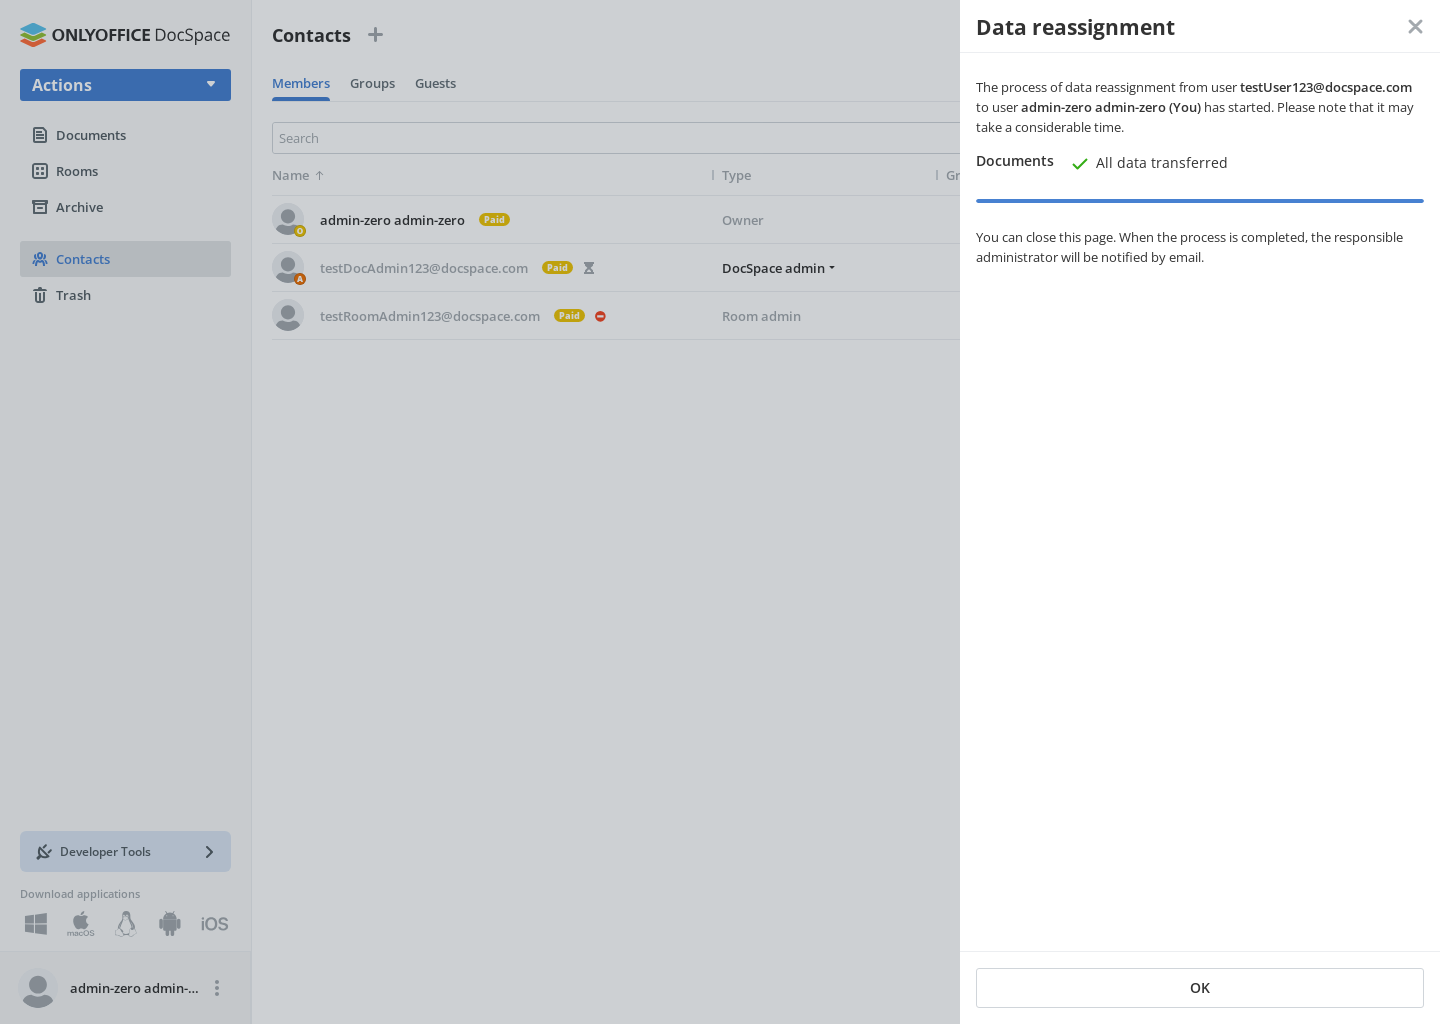 ONLYOFFICE DocSpace
Actions
Documents
Rooms
Archive
Contacts
Trash
Developer Tools
Download applications
macOS
iOS
admin-zero admin-...
Contacts
Members Groups Guests
Search
Name Type Gr
admin-zero admin-zero Paid Owner
O
testDocAdmin123@docspace.com Paid DocSpace admin
A
testRoomAdmin123@docspace.com Paid Room admin
Data reassignment
The process of data reassignment from user testUser123@docspace.com
to user admin-zero admin-zero (You) has started. Please note that it may
take a considerable time.
Documents All data transferred
You can close this page. When the process is completed, the responsible
administrator will be notified by email.
OK